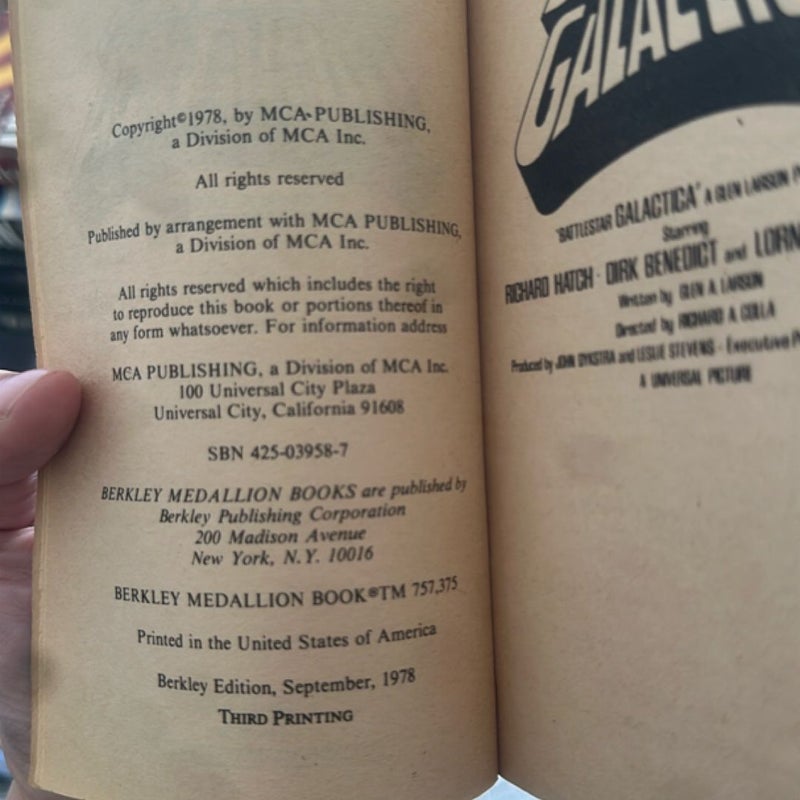 Copyright©1978, by MCA PUBLISHING,
a Division of MCA Inc.
All rights reserved
Published by arrangement with MCA PUBLISHING,
a Division of MCA Inc.
All rights reserved which includes the right
to reproduce this book or portions thereof in
any form whatsoever. For information address
MCA PUBLISHING, a Division of MCA Inc.
100 Universal City Plaza
Universal City, California 91608
SBN 425-03958-7
BERKLEY MEDALLION BOOKS are published by
Berkley Publishing Corporation
200 Madison Avenue
New York, N.Y. 10016
BERKLEY MEDALLION BOOK®TM 757,375
Printed in the United States of America
Berkley Edition, September, 1978
THIRD PRINTING
"BATTLESTAR GALACTICA" A GLEN LARSON
Starring
RICHARD HATCH · DIRK BENEDICT and
Written by GLEN A. LARSON
Directed by RICHARD A. COLLA
Produced by JOHN DYKSTRA and LESLIE STEVENS · Executive
A UNIVERSAL PICTURE